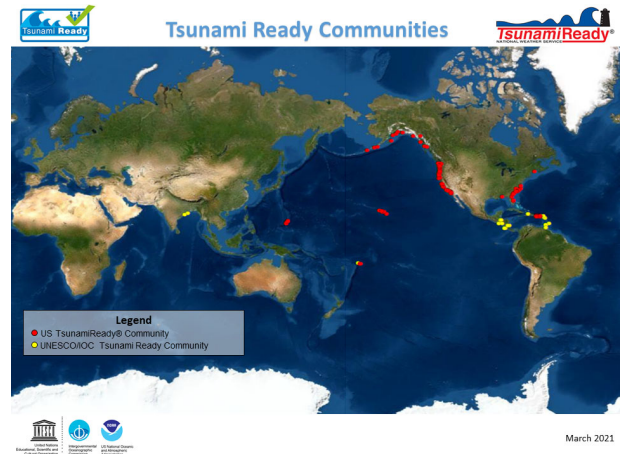 Tsunami Ready
Tsunami Ready Communities
TsunamiReady®
NATIONAL WEATHER SERVICE
Legend
US TsunamiReady® Community
UNESCO/IOC Tsunami Ready Community
United Nations
Educational, Scientific and
Cultural Organization
Intergovernmental
Oceanographic
Commission
US National Oceanic
and Atmospheric
Administration
March 2021